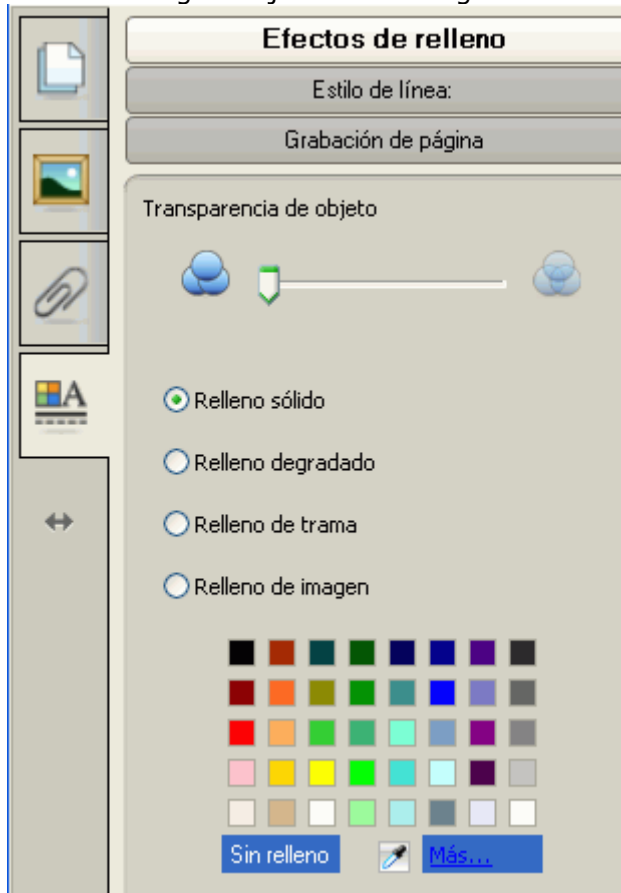 Efectos de relleno
Estilo de línea:
Grabación de página
Transparencia de objeto
A
Relleno sólido
Relleno degradado
Relleno de trama
Relleno de imagen
Sin relleno
Más...